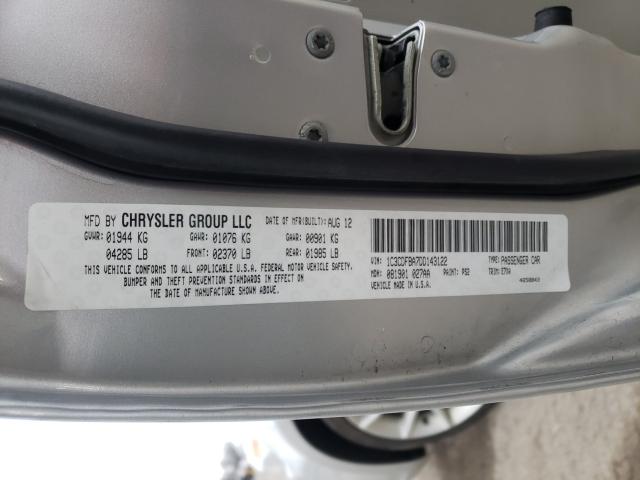 MFD BY CHRYSLER GROUP LLC DATE OF MFR(BUILT): AUG 12
GVWR: 01944 KG GAWR: 01076 KG GAWR: 00901 KG
04285 LB FRONT: 02370 LB REAR: 01985 LB
THIS VEHICLE CONFORMS TO ALL APPLICABLE U.S.A. FEDERAL MOTOR VEHICLE SAFETY,
BUMPER AND THEFT PREVENTION STANDARDS IN EFFECT ON
THE DATE OF MANUFACTURE SHOWN ABOVE.
VIN: 1C3CDFBA7DD143122 TYPE: PASSENGER CAR
MDH: 081901 027AA PAINT: PS2 TRIM: E7XA
VEHICLE MADE IN U.S.A.